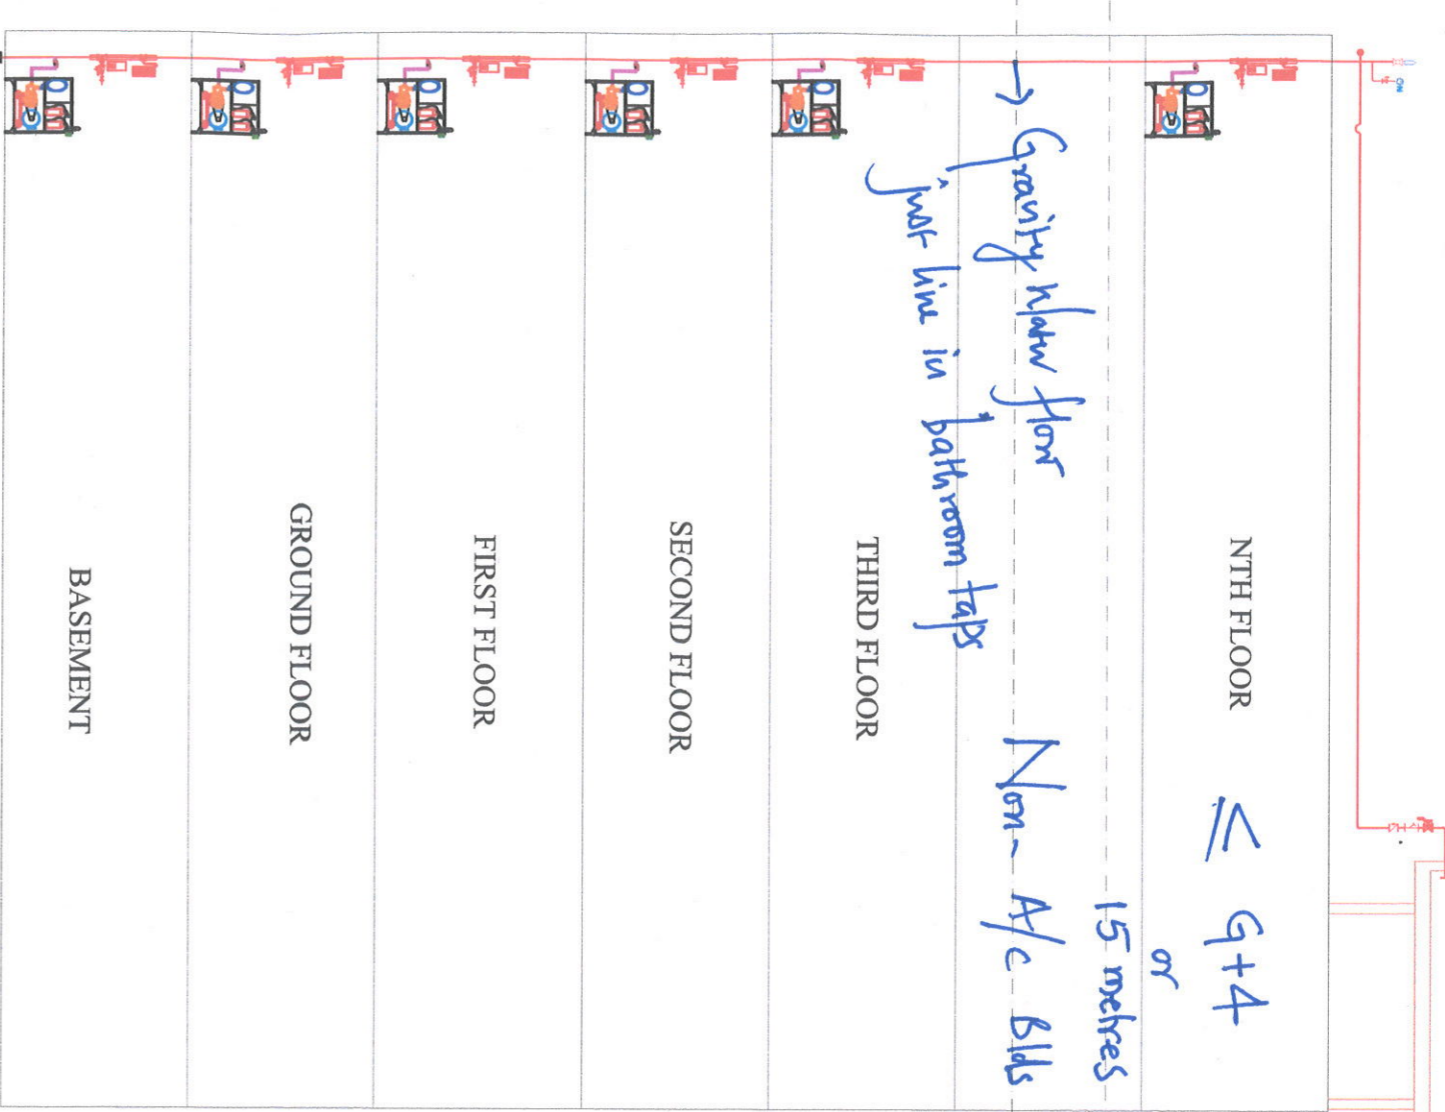 NTH FLOOR
≤ G+4
or
15 metres
Non-A/c Blds
→ Gravity water flow
just line in bathroom taps
THIRD FLOOR
SECOND FLOOR
FIRST FLOOR
GROUND FLOOR
BASEMENT